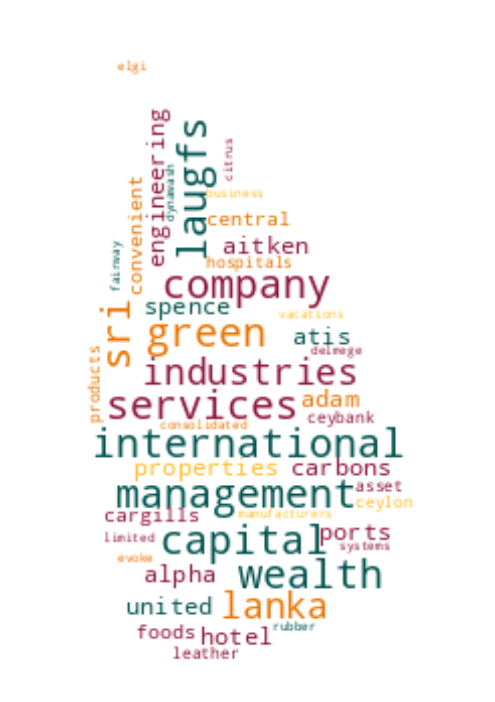 elgi
engineering
laugfs
citrus
dynawash
convenient
business
central
aitken
fairway
hospitals
company
spence
vacations
sri
green
atis
delmege
products
industries
services
adam
ceybank
consolidated
international
properties
carbons
management
asset
ceylon
cargills
manufacturers
limited
capital
ports
systems
evoke
alpha
wealth
united
lanka
rubber
foods
hotel
leather